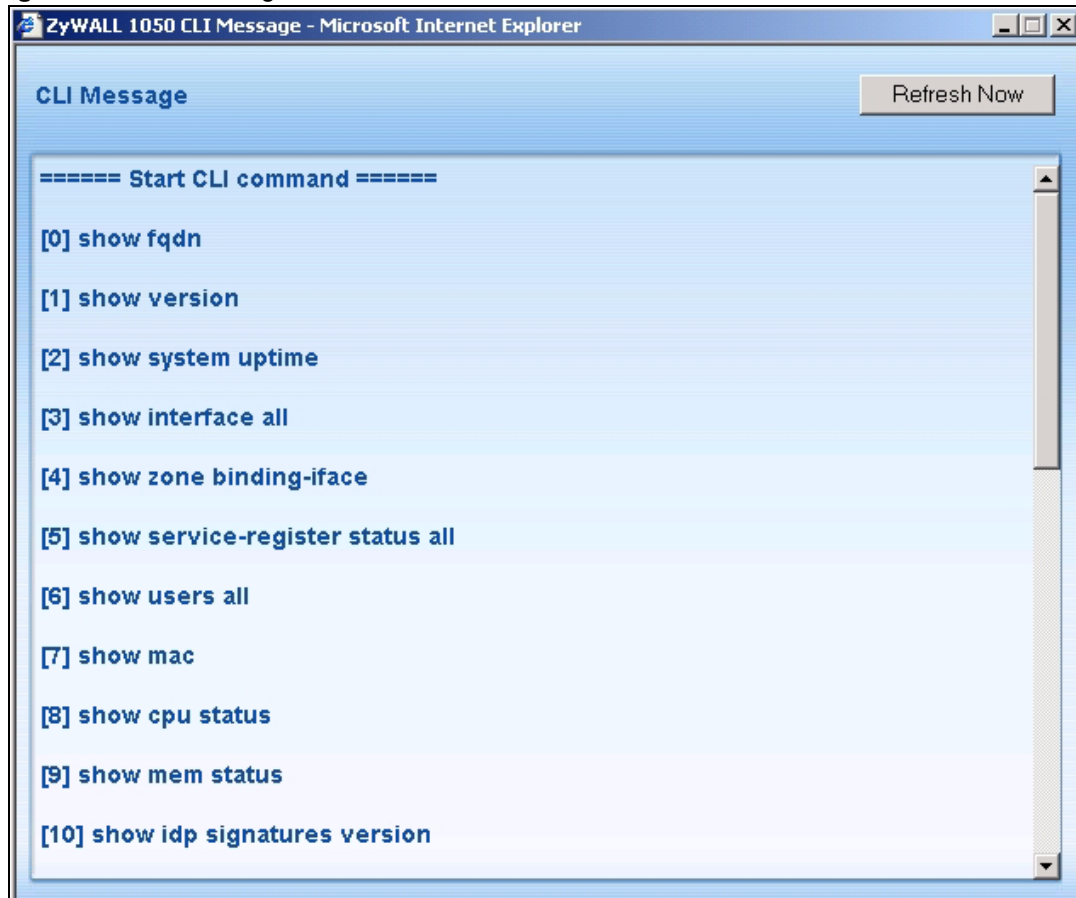 ZyWALL 1050 CLI Message - Microsoft Internet Explorer
CLI Message
Refresh Now
====== Start CLI command ======
[0] show fqdn
[1] show version
[2] show system uptime
[3] show interface all
[4] show zone binding-iface
[5] show service-register status all
[6] show users all
[7] show mac
[8] show cpu status
[9] show mem status
[10] show idp signatures version